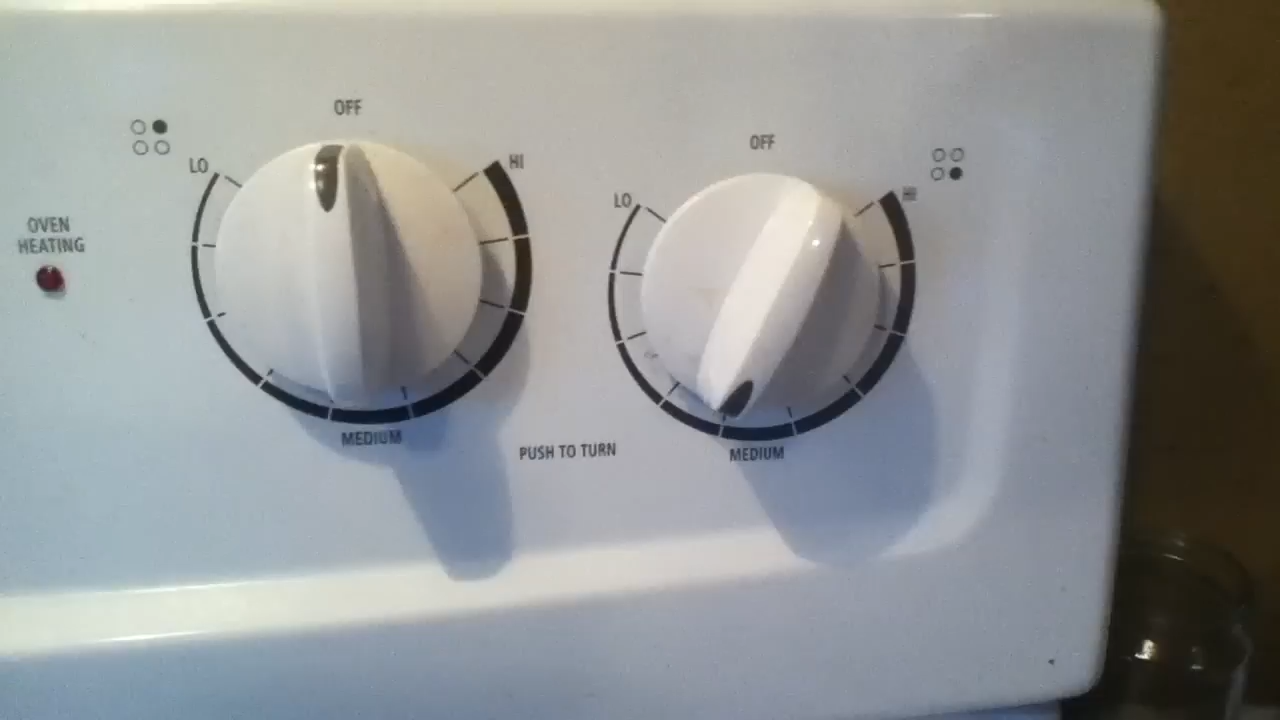 OFF
LO
HI
OVEN
HEATING
MEDIUM
OFF
LO
HI
MEDIUM
PUSH TO TURN